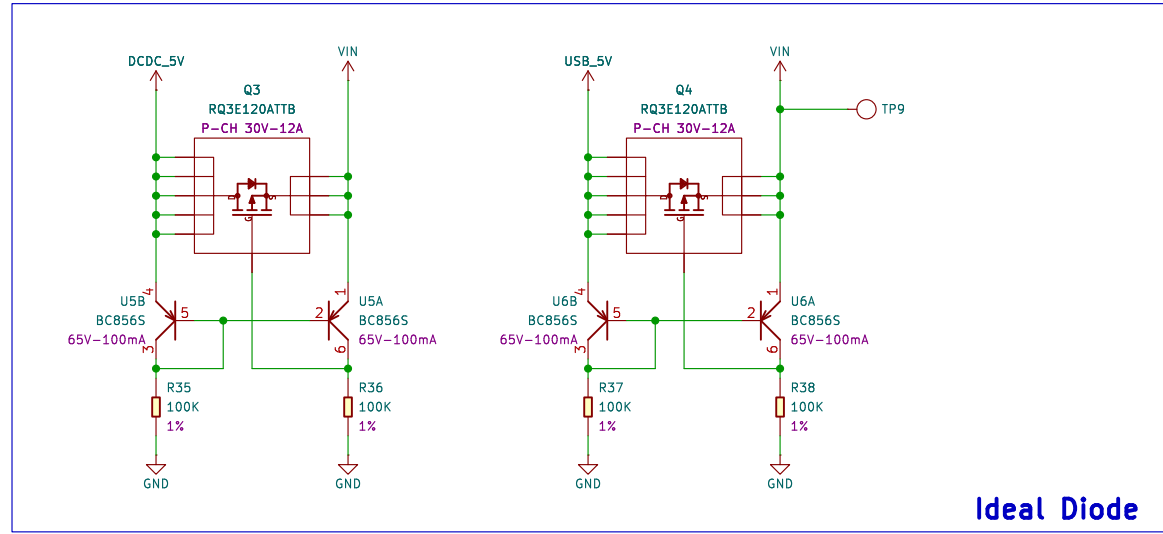 DCDC_5V
VIN
Q3
RQ3E120ATTB
P-CH 30V-12A
D
S
G
U5B
BC856S
65V-100mA
4
5
3
U5A
BC856S
65V-100mA
1
2
6
R35
100K
1%
R36
100K
1%
GND
GND
USB_5V
VIN
Q4
RQ3E120ATTB
P-CH 30V-12A
TP9
D
S
G
U6B
BC856S
65V-100mA
4
5
3
U6A
BC856S
65V-100mA
1
2
6
R37
100K
1%
R38
100K
1%
GND
GND
Ideal Diode